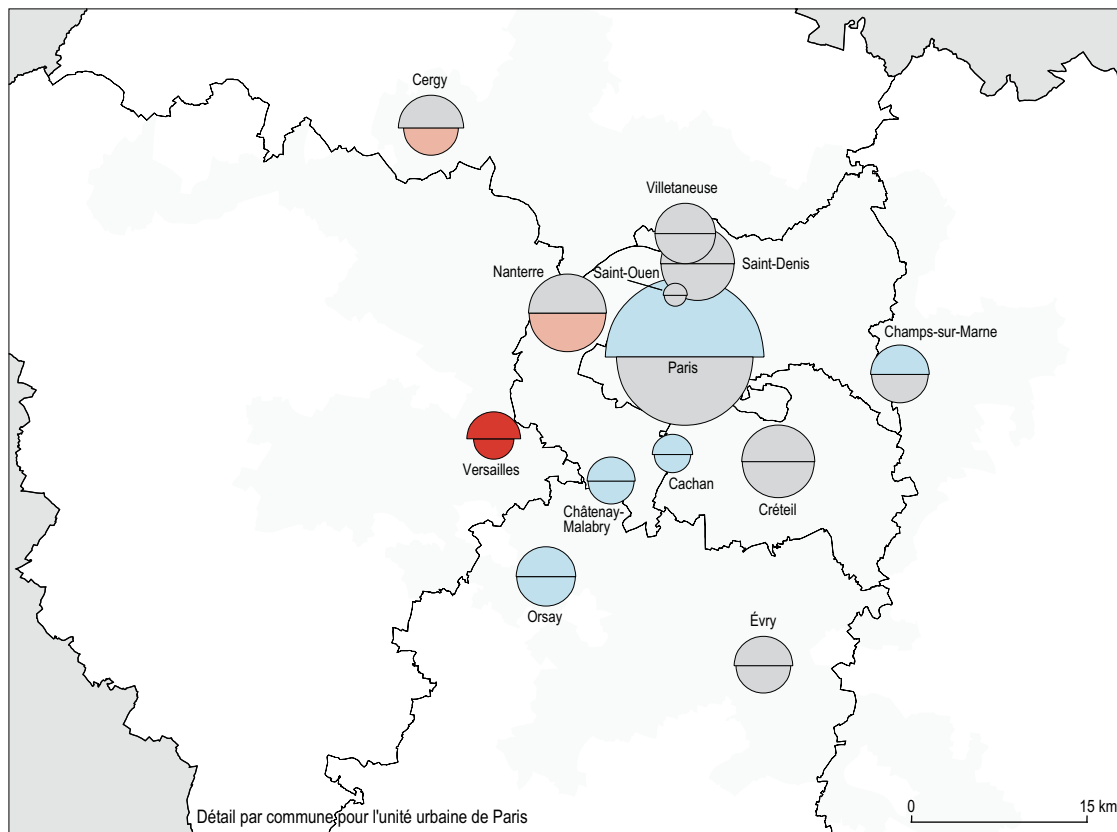 Cergy
Villetaneuse
Nanterre
Saint-Ouen
Saint-Denis
Champs-sur-Marne
Paris
Versailles
Cachan
Châtenay-
Malabry
Créteil
Orsay
Évry
Détail par commune pour l'unité urbaine de Paris
0
15 km